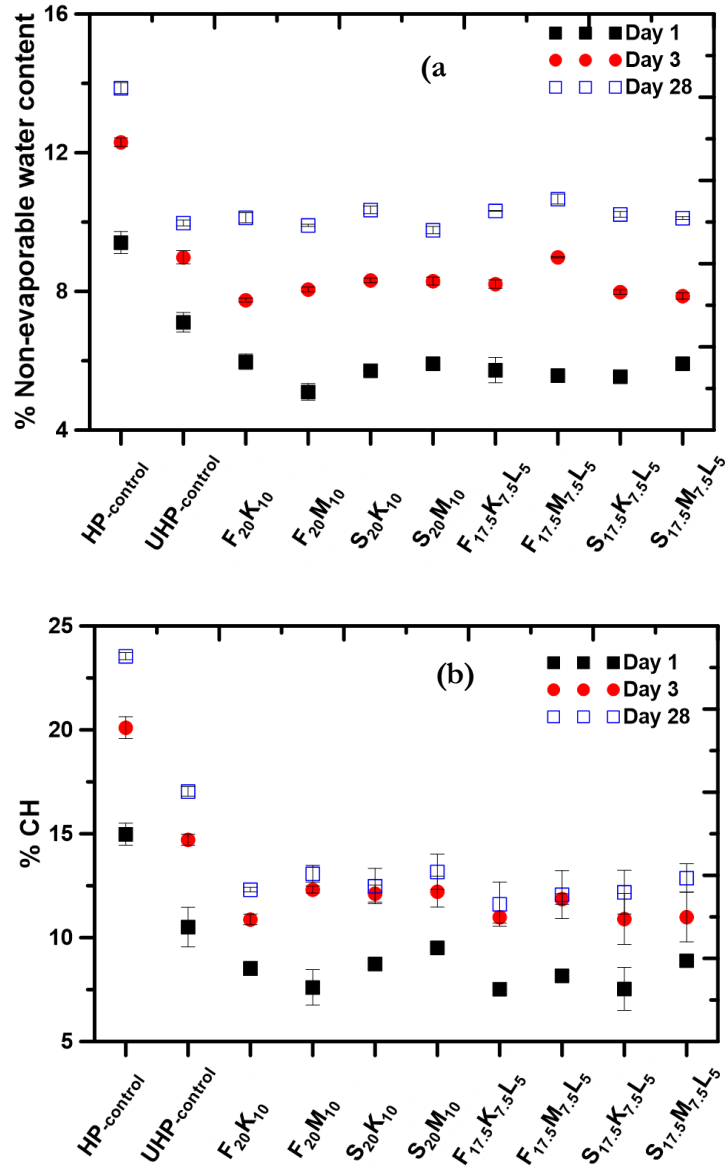 16
12
8
4
% Non-evaporable water content
(a
Day 1
Day 3
Day 28
HP-control
UHP-control
F20K10
F20M10
S20K10
S20M10
F17.5K7.5L5
F17.5M7.5L5
S17.5K7.5L5
S17.5M7.5L5
25
20
15
10
5
% CH
(b)
Day 1
Day 3
Day 28
HP-control
UHP-control
F20K10
F20M10
S20K10
S20M10
F17.5K7.5L5
F17.5M7.5L5
S17.5K7.5L5
S17.5M7.5L5